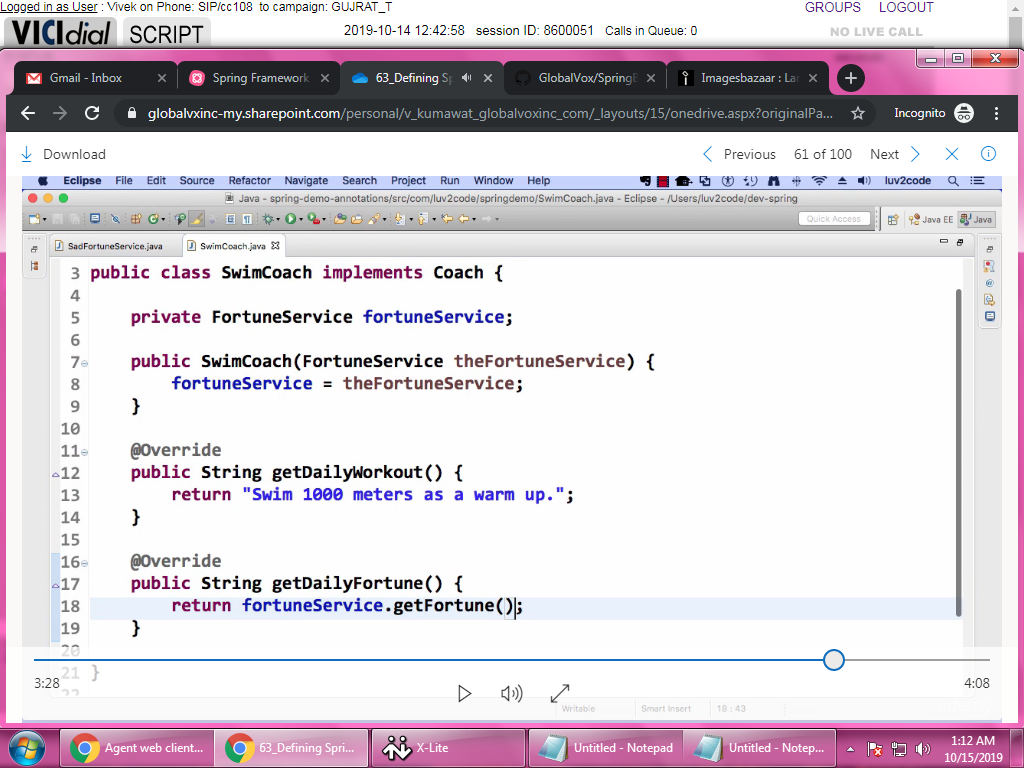 Logged in as User : Vivek on Phone: SIP/cc108 to campaign: GUJRAT_T GROUPS LOGOUT
VICIdial SCRIPT 2019-10-14 12:42:58 session ID: 8600051 Calls in Queue: 0 NO LIVE CALL
Gmail - Inbox Spring Framework 63_Defining Sp GlobalVox/SpringB Imagesbazaar : Lar
globalvxinc-my.sharepoint.com/personal/v_kumawat_globalvoxinc_com/_layouts/15/onedrive.aspx?originalPa... Incognito
Download Previous 61 of 100 Next
Eclipse File Edit Source Refactor Navigate Search Project Run Window Help luv2code
Java - spring-demo-annotations/src/com/luv2code/springdemo/SwimCoach.java - Eclipse - /Users/luv2code/dev-spring
Quick Access Java EE Java
SadFortuneService.java SwimCoach.java
3 public class SwimCoach implements Coach {
4
5 private FortuneService fortuneService;
6
7 public SwimCoach(FortuneService theFortuneService) {
8 fortuneService = theFortuneService;
9 }
10
11 @Override
12 public String getDailyWorkout() {
13 return "Swim 1000 meters as a warm up.";
14 }
15
16 @Override
17 public String getDailyFortune() {
18 return fortuneService.getFortune();
19 }
20
21 }
22
3:28 4:08
Writable Smart Insert 18 : 43
Agent web client... 63_Defining Spri... X-Lite Untitled - Notepad Untitled - Notep... 1:12 AM
10/15/2019